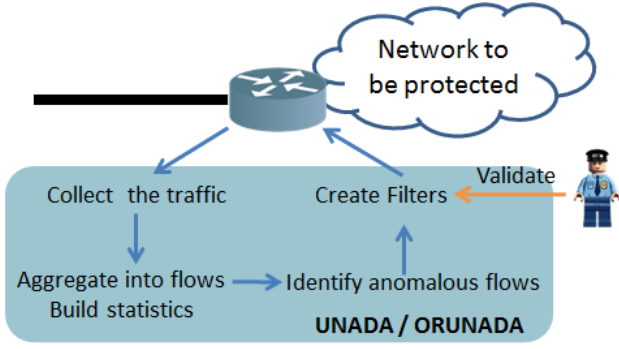 Network to
be protected
Collect the traffic
Create Filters
Validate
Aggregate into flows
Build statistics
Identify anomalous flows
UNADA / ORUNADA